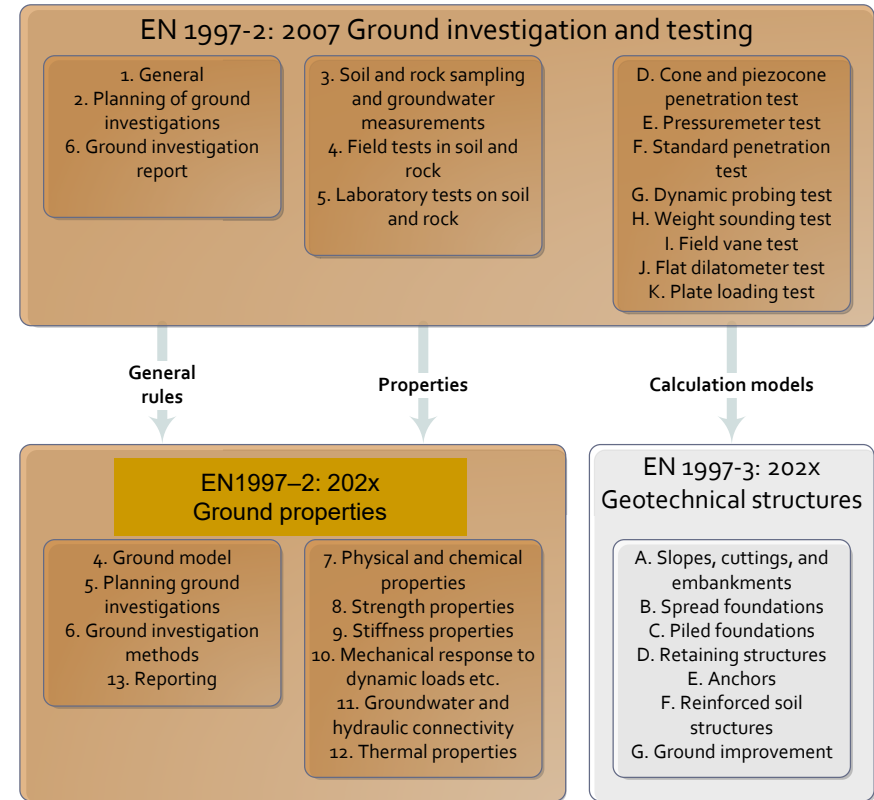 EN 1997-2: 2007 Ground investigation and testing
1. General
2. Planning of ground
investigations
6. Ground investigation
report
3. Soil and rock sampling
and groundwater
measurements
4. Field tests in soil and
rock
5. Laboratory tests on soil
and rock
D. Cone and piezocone
penetration test
E. Pressuremeter test
F. Standard penetration
test
G. Dynamic probing test
H. Weight sounding test
I. Field vane test
J. Flat dilatometer test
K. Plate loading test
General
rules
Properties
Calculation models
EN1997–2: 202x
Ground properties
4. Ground model
5. Planning ground
investigations
6. Ground investigation
methods
13. Reporting
7. Physical and chemical
properties
8. Strength properties
9. Stiffness properties
10. Mechanical response to
dynamic loads etc.
11. Groundwater and
hydraulic connectivity
12. Thermal properties
EN 1997-3: 202x
Geotechnical structures
A. Slopes, cuttings, and
embankments
B. Spread foundations
C. Piled foundations
D. Retaining structures
E. Anchors
F. Reinforced soil
structures
G. Ground improvement